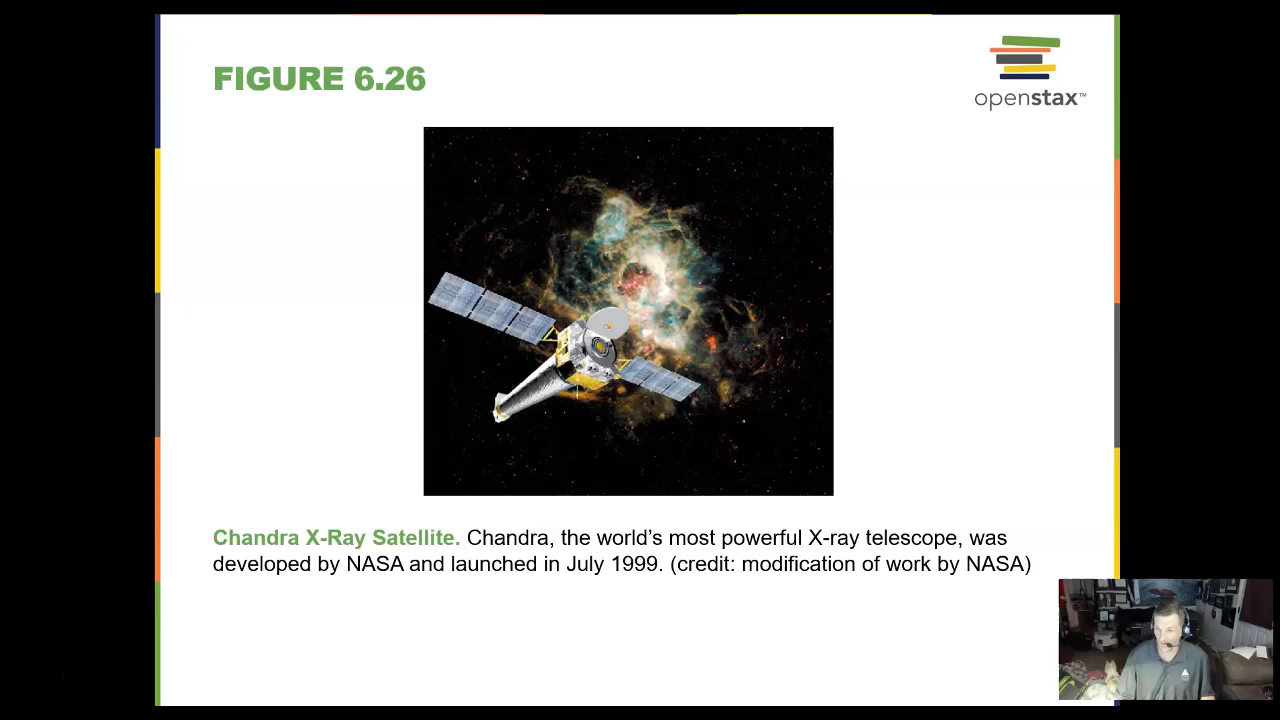 FIGURE 6.26
openstax™
Chandra X-Ray Satellite. Chandra, the world’s most powerful X-ray telescope, was
developed by NASA and launched in July 1999. (credit: modification of work by NASA)